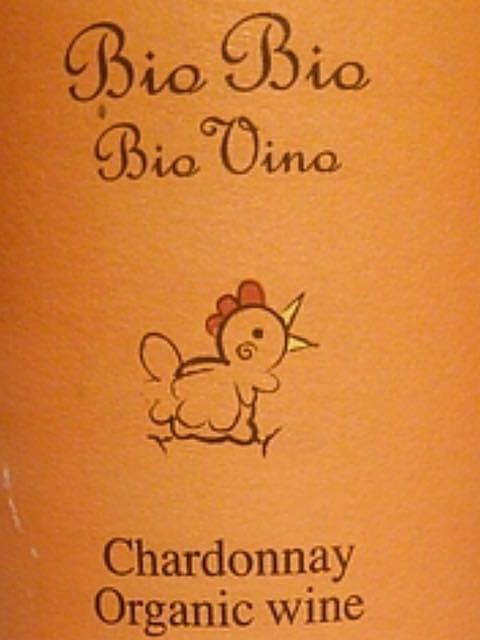 Bio Bio
Bio Vino
Chardonnay
Organic wine